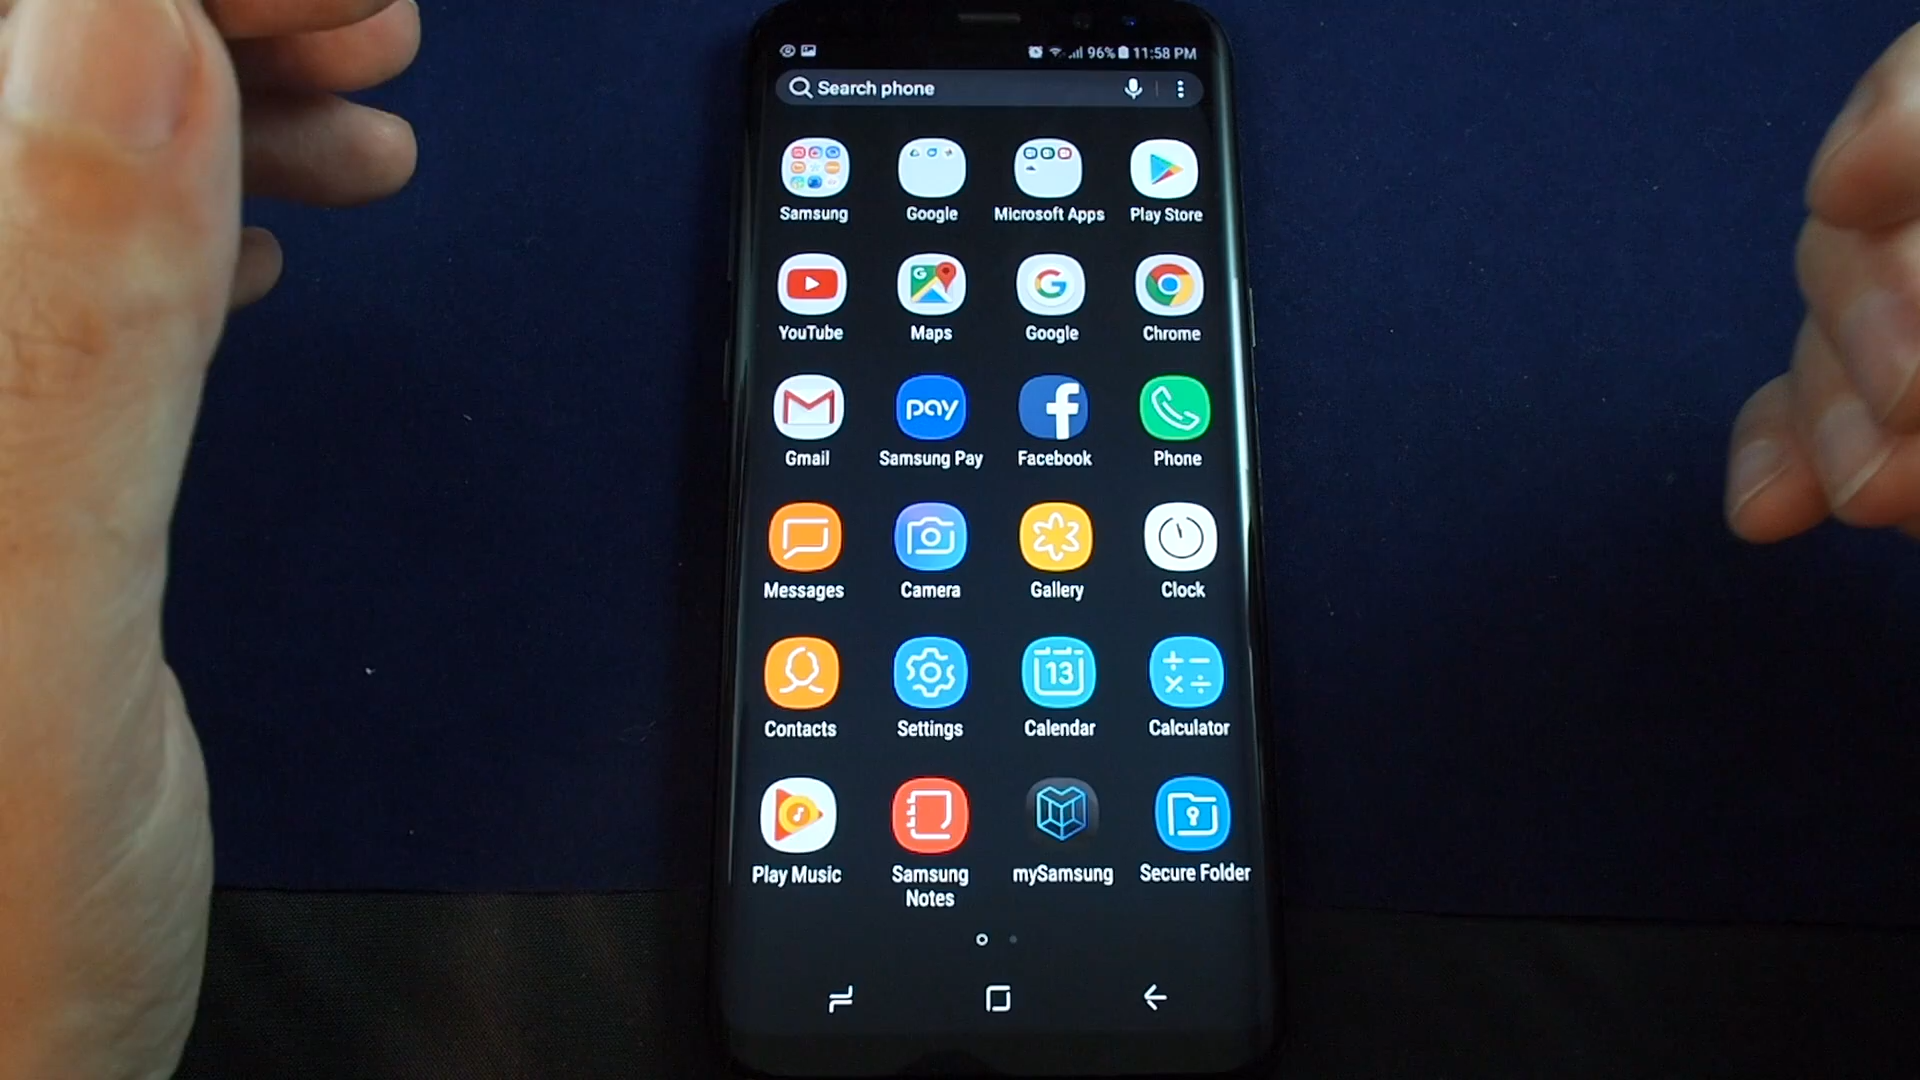 96% 11:58 PM
Search phone
Samsung Google Microsoft Apps Play Store
YouTube Maps Google Chrome
pay
Gmail Samsung Pay Facebook Phone
Messages Camera Gallery Clock
13
Contacts Settings Calendar Calculator
Play Music Samsung Notes mySamsung Secure Folder